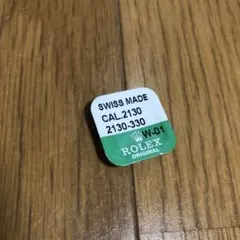 SWISS MADE
CAL.2130
2130-330
W-01
ROLEX
ORIGINAL